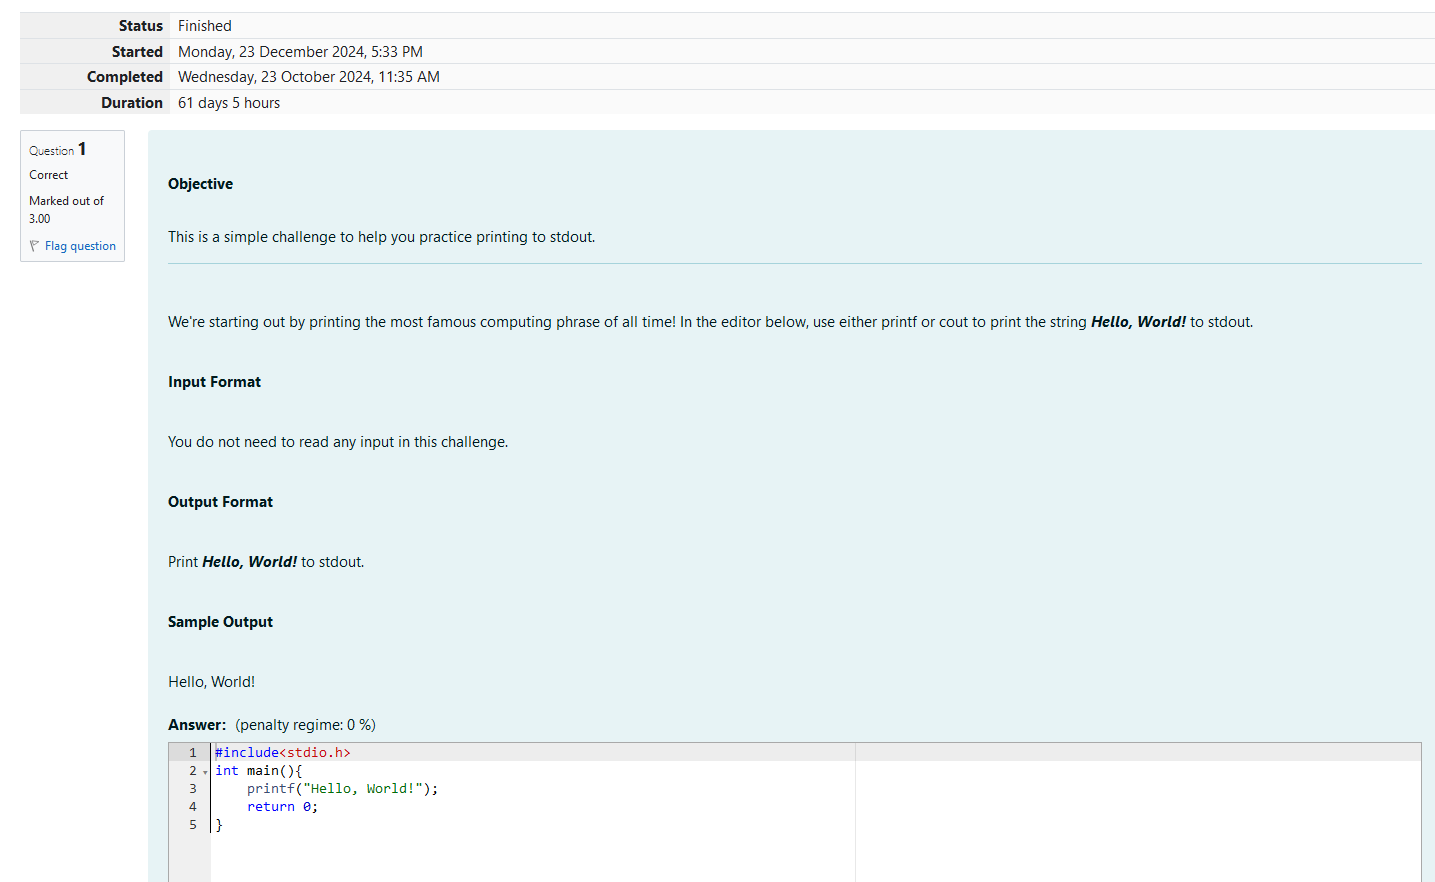 Status Finished
Started Monday, 23 December 2024, 5:33 PM
Completed Wednesday, 23 October 2024, 11:35 AM
Duration 61 days 5 hours
Question 1
Correct
Marked out of
3.00
Flag question
Objective
This is a simple challenge to help you practice printing to stdout.
We're starting out by printing the most famous computing phrase of all time! In the editor below, use either printf or cout to print the string Hello, World! to stdout.
Input Format
You do not need to read any input in this challenge.
Output Format
Print Hello, World! to stdout.
Sample Output
Hello, World!
Answer: (penalty regime: 0 %)
1 #include<stdio.h>
2 int main(){
3     printf("Hello, World!");
4     return 0;
5 }